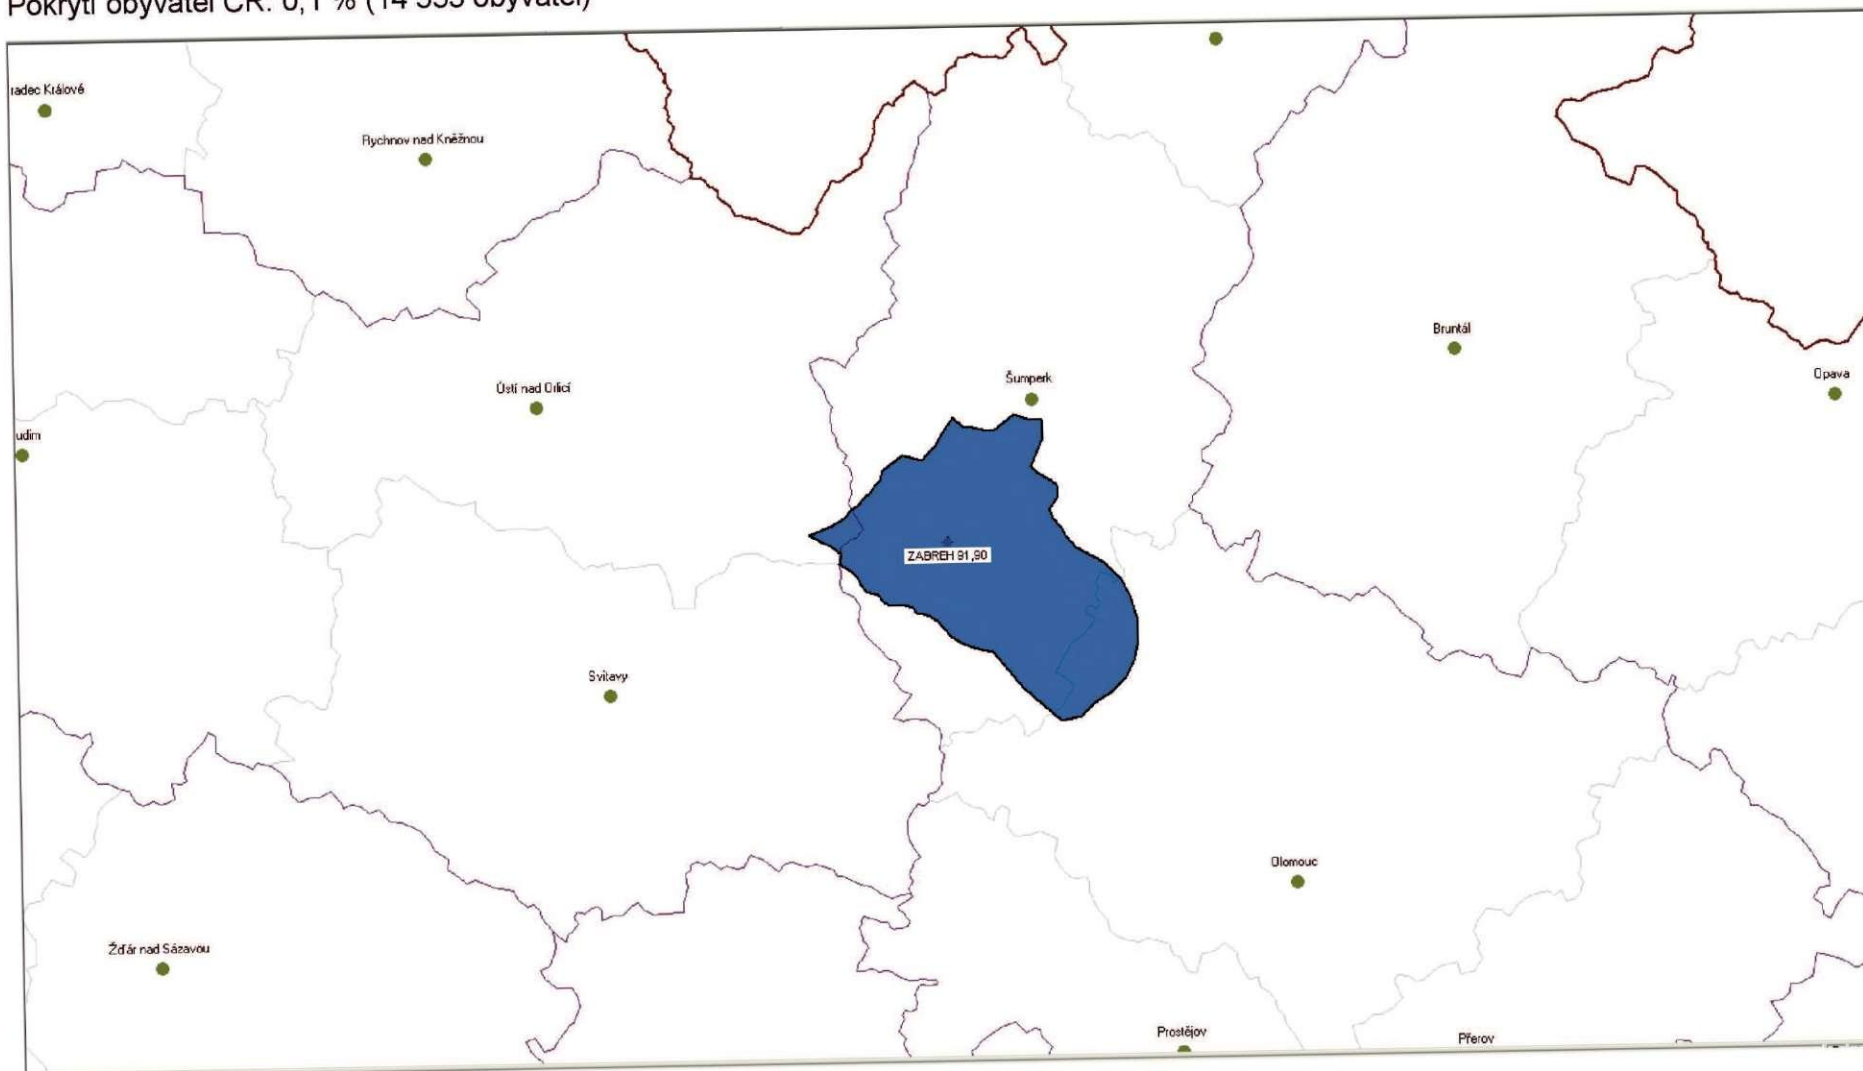 Pokrytí obyvatel ČR: 0,1 % (14 553 obyvatel)
radec Králové
Rychnov nad Kněžnou
Ústí nad Orlicí
Šumperk
Bruntál
Opava
udim
ZABREH 91,90
Svitavy
Olomouc
Žďár nad Sázavou
Prostějov
Přerov